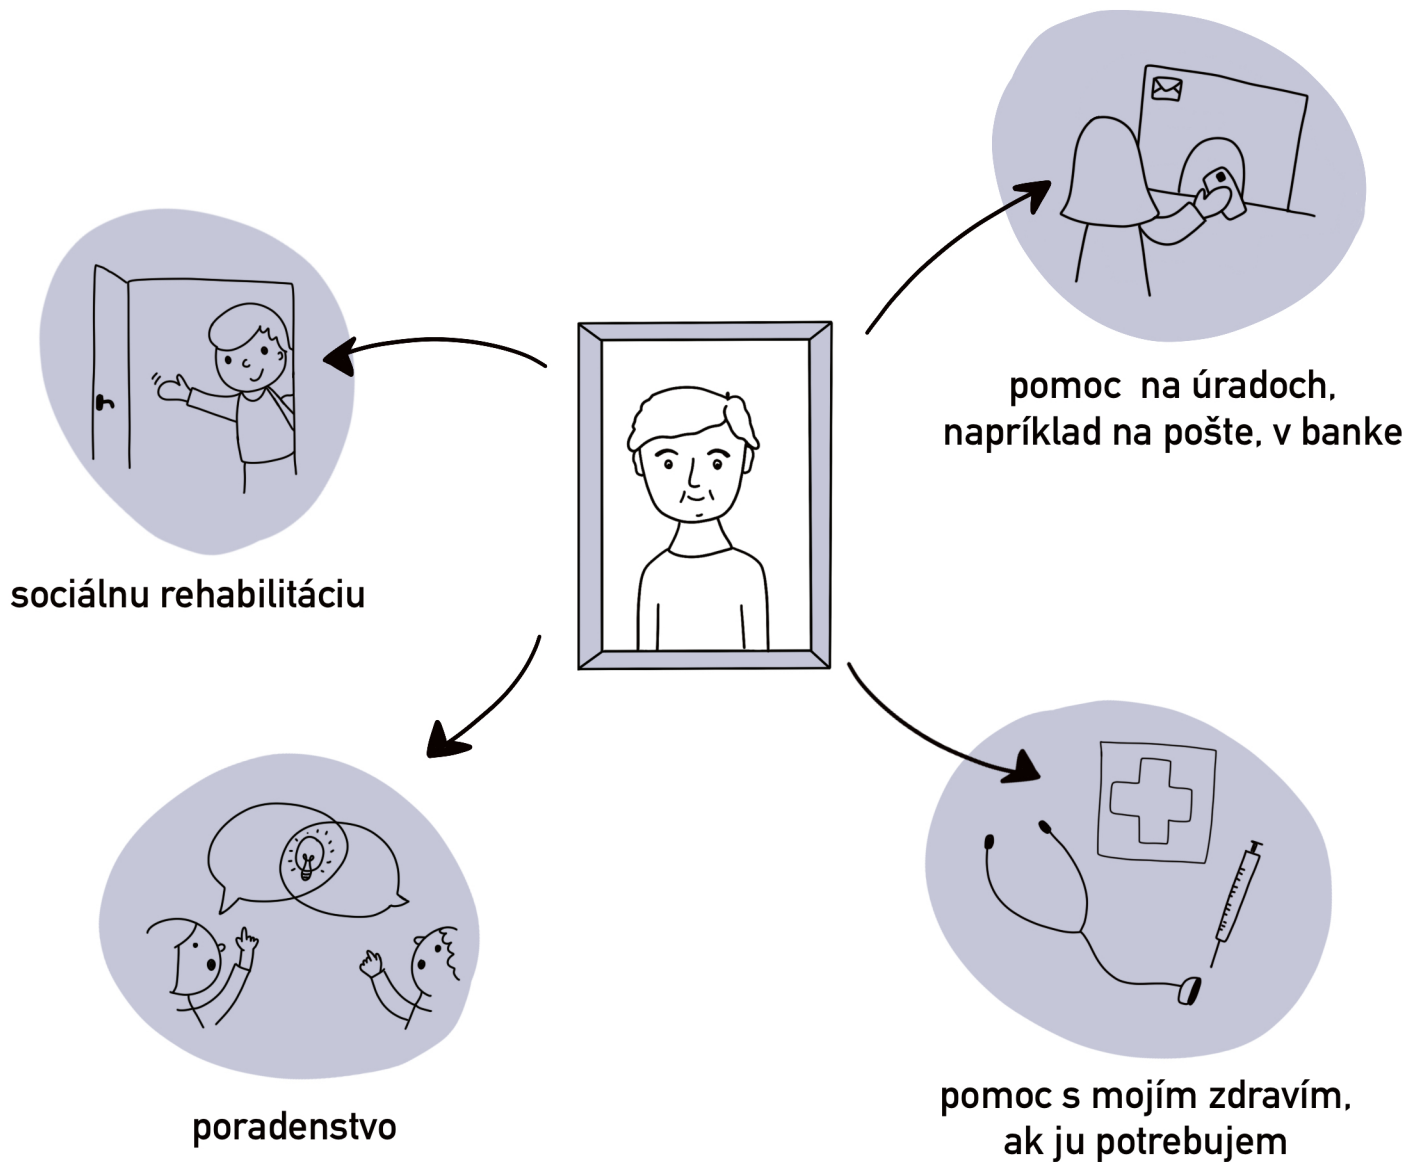 pomoc na úradoch,
napríklad na pošte, v banke
sociálnu rehabilitáciu
poradenstvo
pomoc s mojím zdravím,
ak ju potrebujem